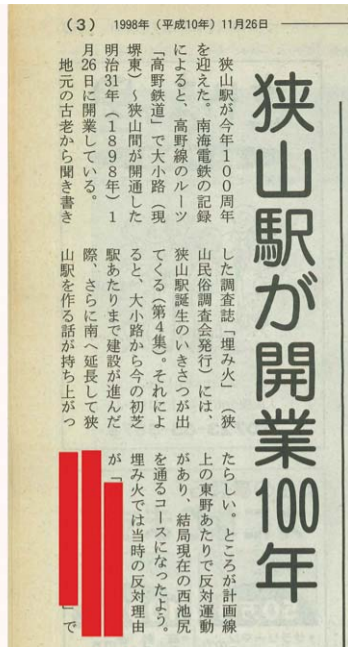 (3) 1998年(平成10年)11月26日
狭山駅が開業100年
狭山駅が今年100周年
を迎えた。南海電鉄の記録
によると、高野線のルーツ
「高野鉄道」で大小路(現
堺東)~狭山間が開通した
明治31年(1898年)1
月26日に開業している。
地元の古老から聞き書き
した調査誌「埋み火」(狭
山民俗調査会発行)には、
狭山駅誕生のいきさつが出
てくる(第4集)。それによ
ると、大小路から今の初芝
駅あたりまで建設が進んだ
際、さらに南へ延長して狭
山駅を作る話が持ち上がっ
たらしい。ところが計画線
上の東野あたりで反対運動
があり、結局現在の西池尻
を通るコースになったよう。
埋み火では当時の反対理由
が「
」で